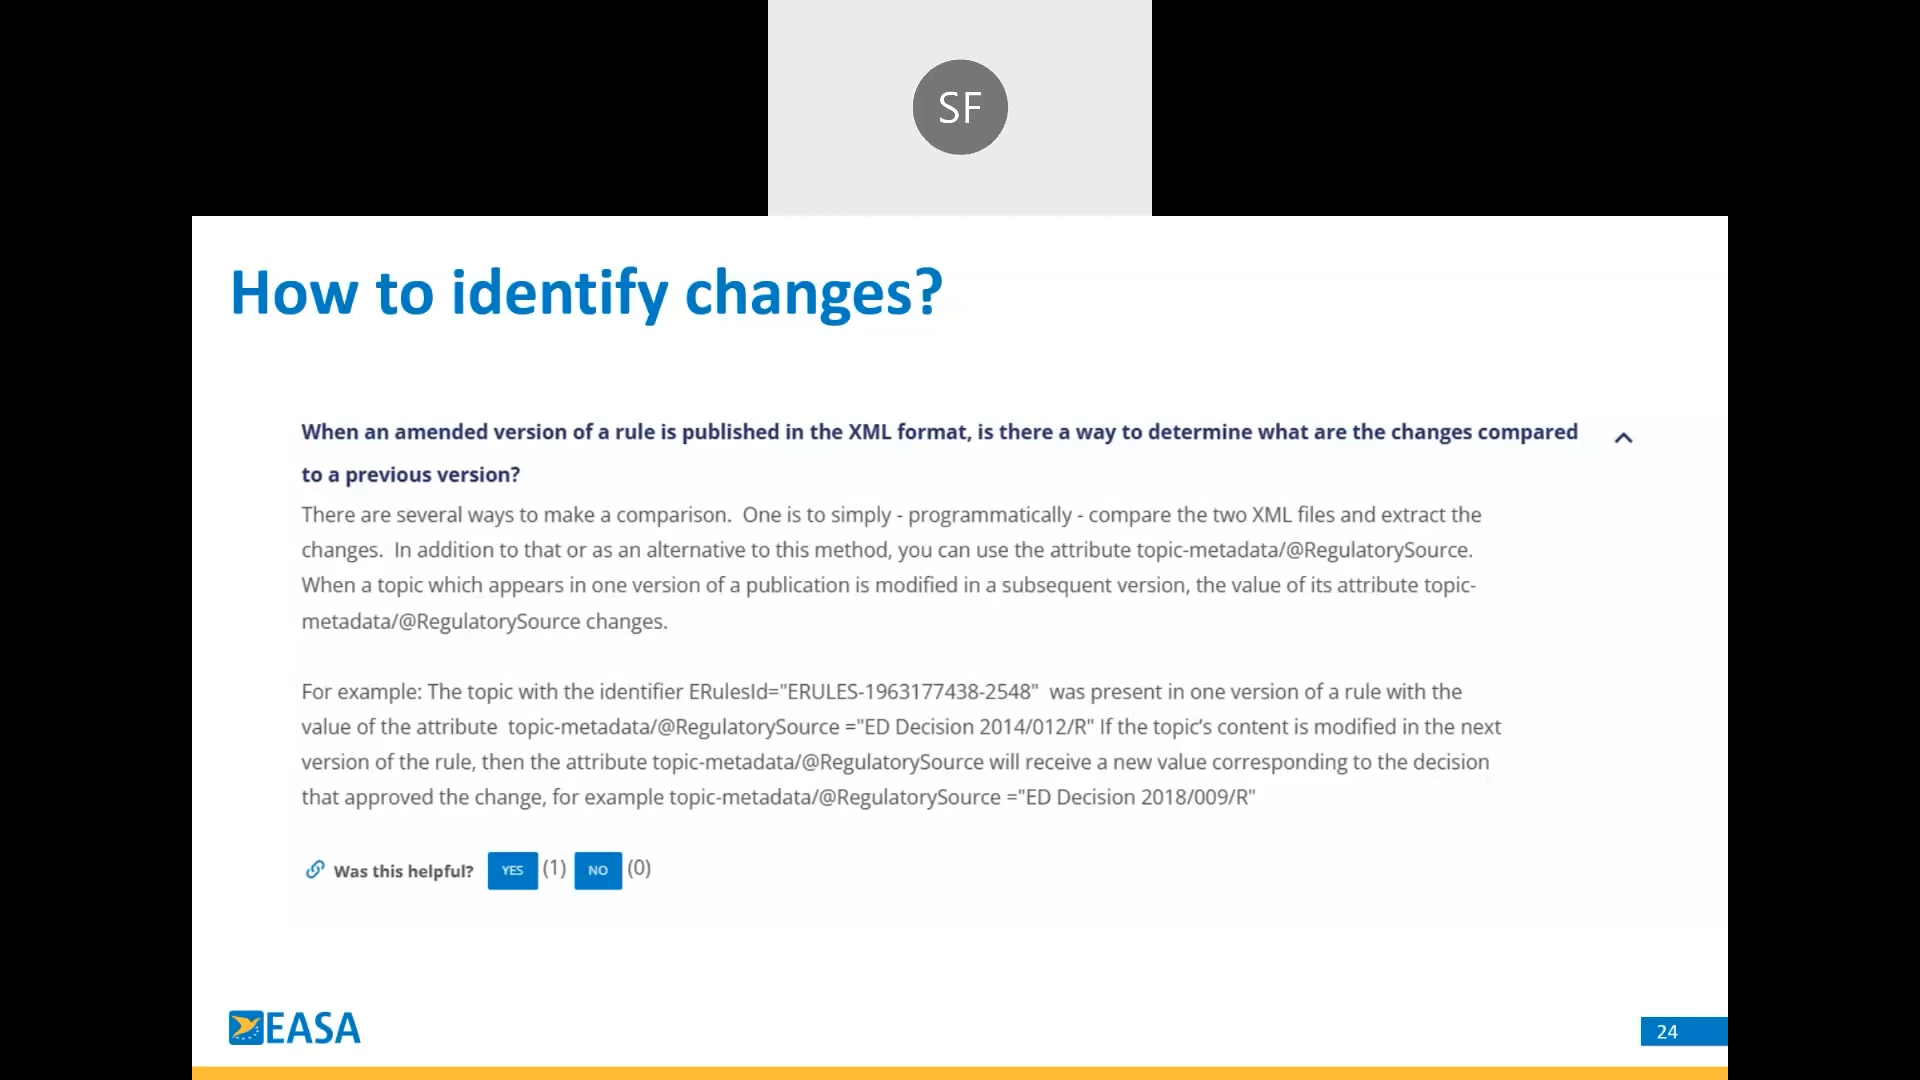 SF
How to identify changes?
When an amended version of a rule is published in the XML format, is there a way to determine what are the changes compared
to a previous version?
There are several ways to make a comparison.  One is to simply - programmatically - compare the two XML files and extract the
changes.  In addition to that or as an alternative to this method, you can use the attribute topic-metadata/@RegulatorySource.
When a topic which appears in one version of a publication is modified in a subsequent version, the value of its attribute topic-
metadata/@RegulatorySource changes.
For example: The topic with the identifier ERulesId="ERULES-1963177438-2548"  was present in one version of a rule with the
value of the attribute  topic-metadata/@RegulatorySource ="ED Decision 2014/012/R" If the topic’s content is modified in the next
version of the rule, then the attribute topic-metadata/@RegulatorySource will receive a new value corresponding to the decision
that approved the change, for example topic-metadata/@RegulatorySource ="ED Decision 2018/009/R"
Was this helpful? YES (1) NO (0)
EASA
24